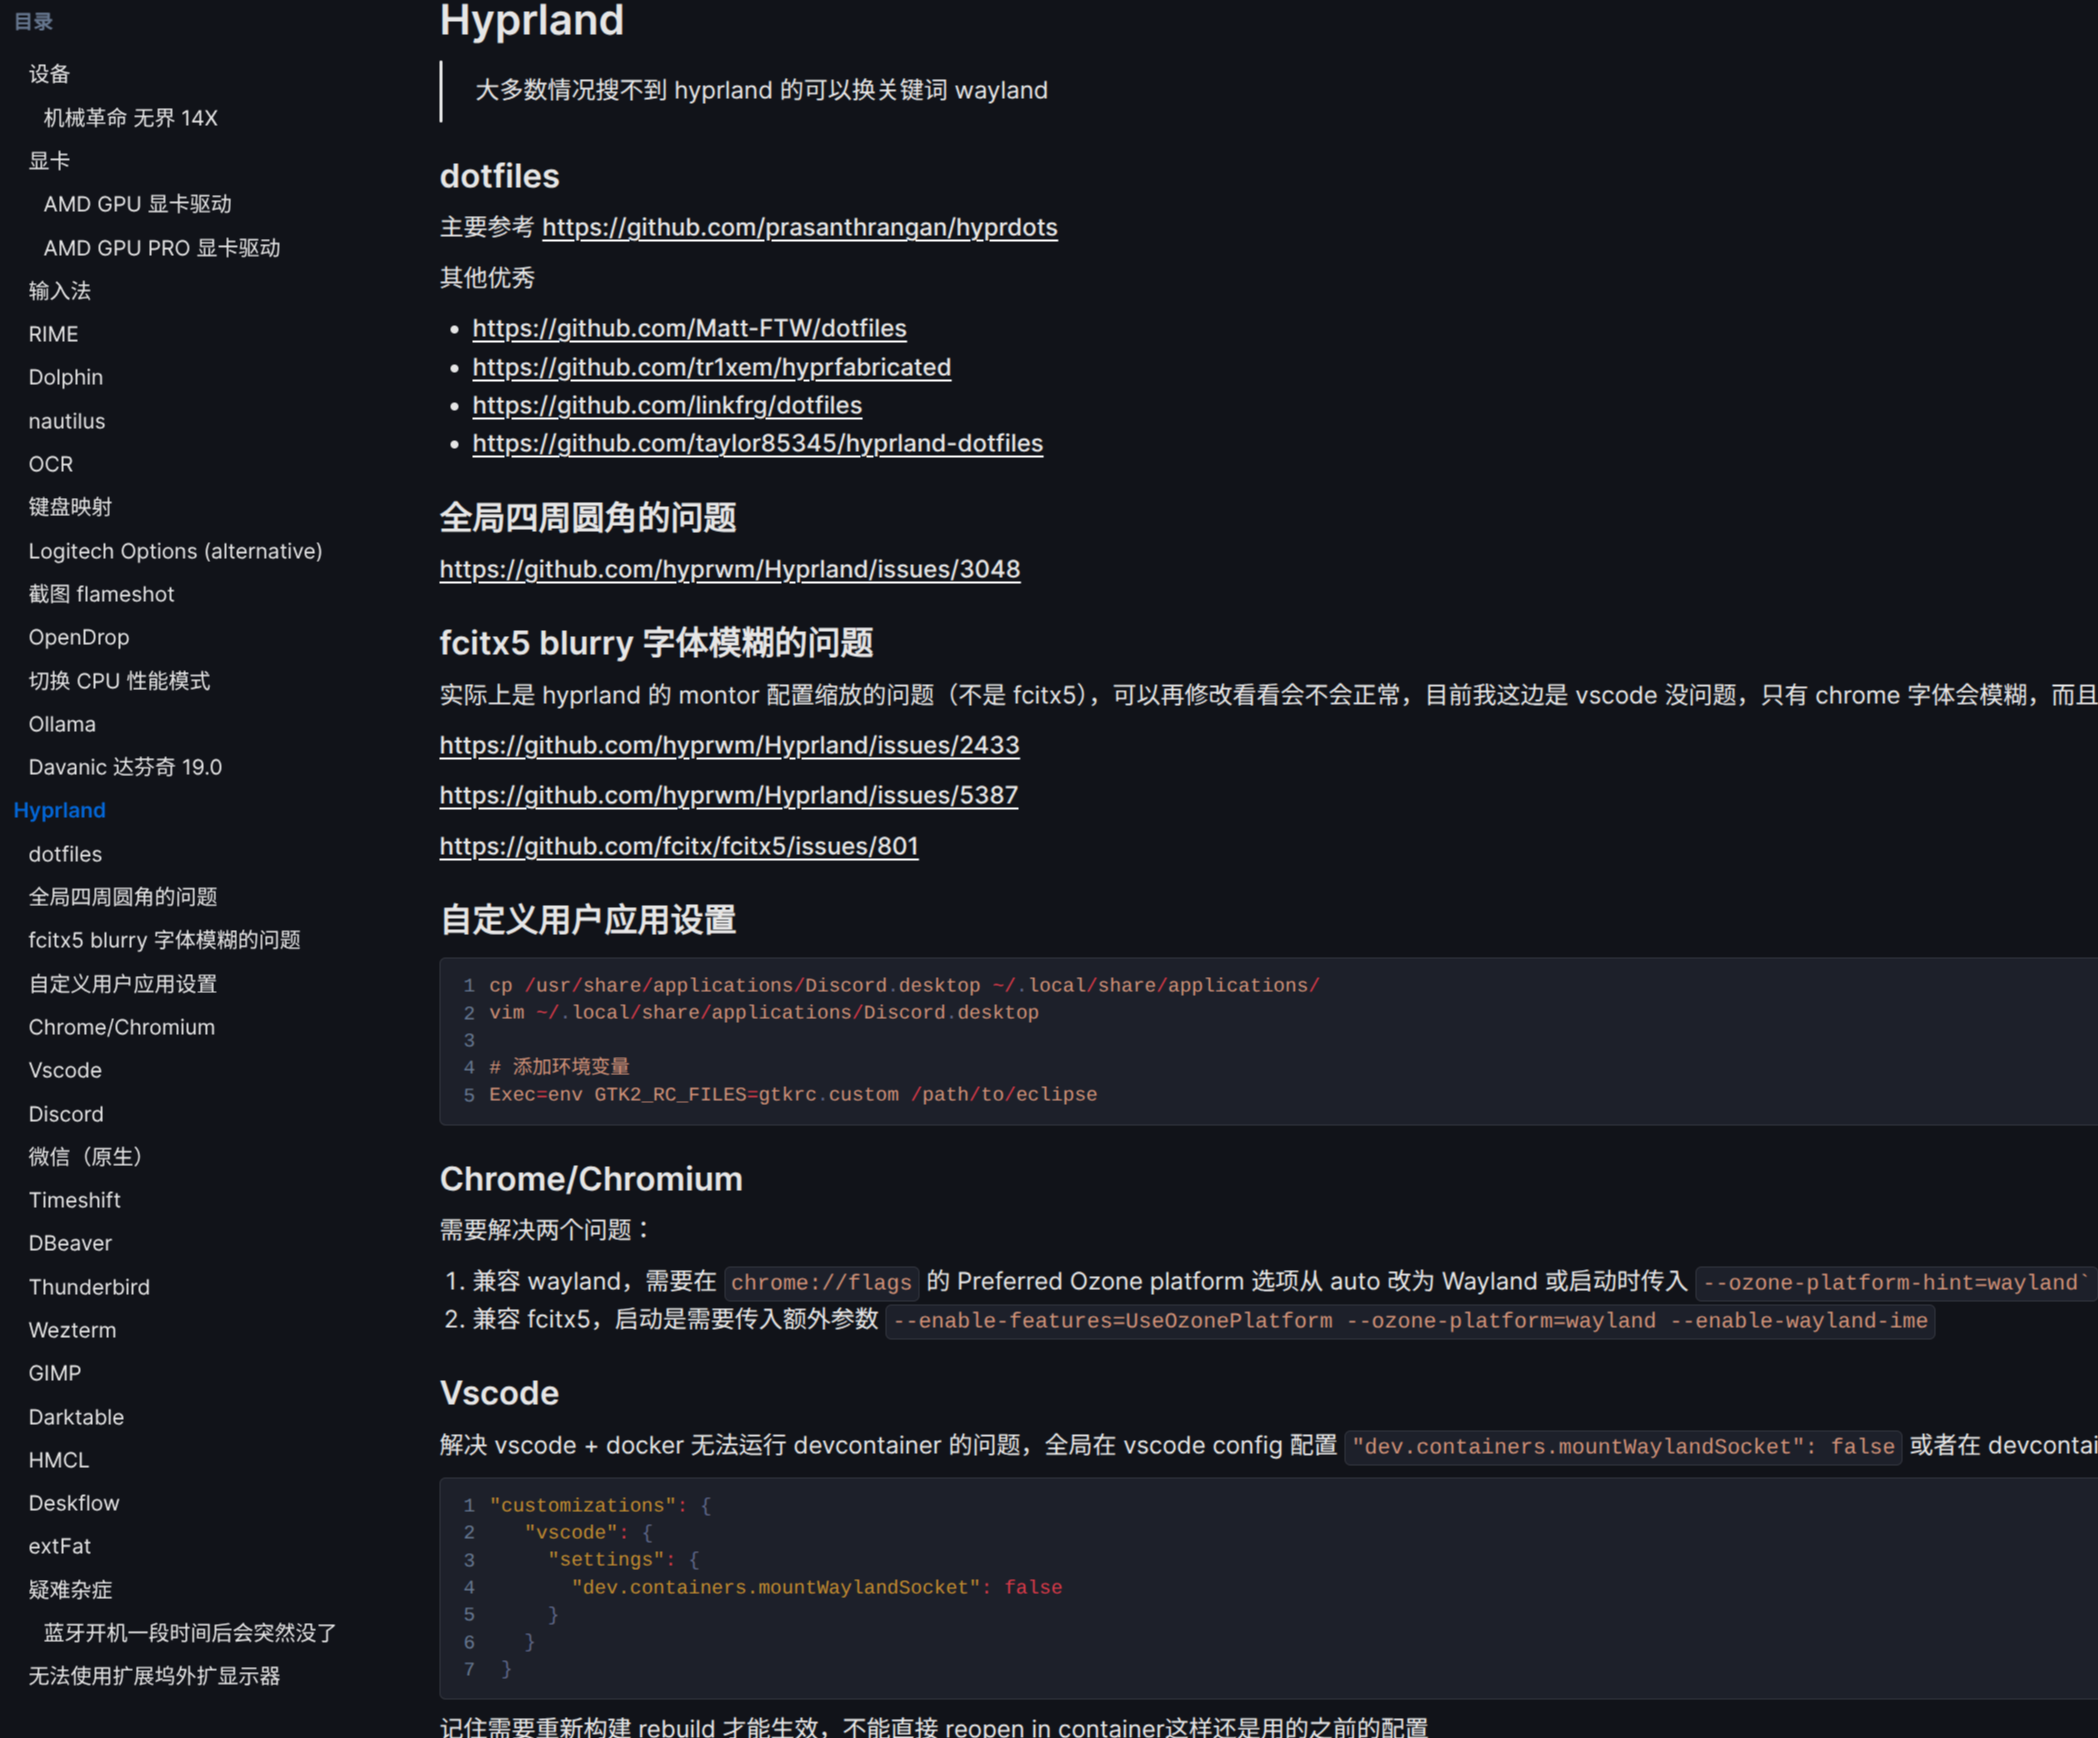 目录
设备
机械革命 无界 14X
显卡
AMD GPU 显卡驱动
AMD GPU PRO 显卡驱动
输入法
RIME
Dolphin
nautilus
OCR
键盘映射
Logitech Options (alternative)
截图 flameshot
OpenDrop
切换 CPU 性能模式
Ollama
Davanic 达芬奇 19.0
Hyprland
dotfiles
全局四周圆角的问题
fcitx5 blurry 字体模糊的问题
自定义用户应用设置
Chrome/Chromium
Vscode
Discord
微信（原生）
Timeshift
DBeaver
Thunderbird
Wezterm
GIMP
Darktable
HMCL
Deskflow
extFat
疑难杂症
蓝牙开机一段时间后会突然没了
无法使用扩展坞外扩显示器
Hyprland
大多数情况搜不到 hyprland 的可以换关键词 wayland
dotfiles
主要参考 https://github.com/prasanthrangan/hyprdots
其他优秀
• https://github.com/Matt-FTW/dotfiles
• https://github.com/tr1xem/hyprfabricated
• https://github.com/linkfrg/dotfiles
• https://github.com/taylor85345/hyprland-dotfiles
全局四周圆角的问题
https://github.com/hyprwm/Hyprland/issues/3048
fcitx5 blurry 字体模糊的问题
实际上是 hyprland 的 montor 配置缩放的问题（不是 fcitx5），可以再修改看看会不会正常，目前我这边是 vscode 没问题，只有 chrome 字体会模糊，而且
https://github.com/hyprwm/Hyprland/issues/2433
https://github.com/hyprwm/Hyprland/issues/5387
https://github.com/fcitx/fcitx5/issues/801
自定义用户应用设置
1 cp /usr/share/applications/Discord.desktop ~/.local/share/applications/
2 vim ~/.local/share/applications/Discord.desktop
3
4 # 添加环境变量
5 Exec=env GTK2_RC_FILES=gtkrc.custom /path/to/eclipse
Chrome/Chromium
需要解决两个问题：
1. 兼容 wayland，需要在 chrome://flags 的 Preferred Ozone platform 选项从 auto 改为 Wayland 或启动时传入 --ozone-platform-hint=wayland`
2. 兼容 fcitx5，启动是需要传入额外参数 --enable-features=UseOzonePlatform --ozone-platform=wayland --enable-wayland-ime
Vscode
解决 vscode + docker 无法运行 devcontainer 的问题，全局在 vscode config 配置 "dev.containers.mountWaylandSocket": false 或者在 devcontai
1 "customizations": {
2 "vscode": {
3 "settings": {
4 "dev.containers.mountWaylandSocket": false
5 }
6 }
7 }
记住需要重新构建 rebuild 才能生效，不能直接 reopen in container这样还是用的之前的配置